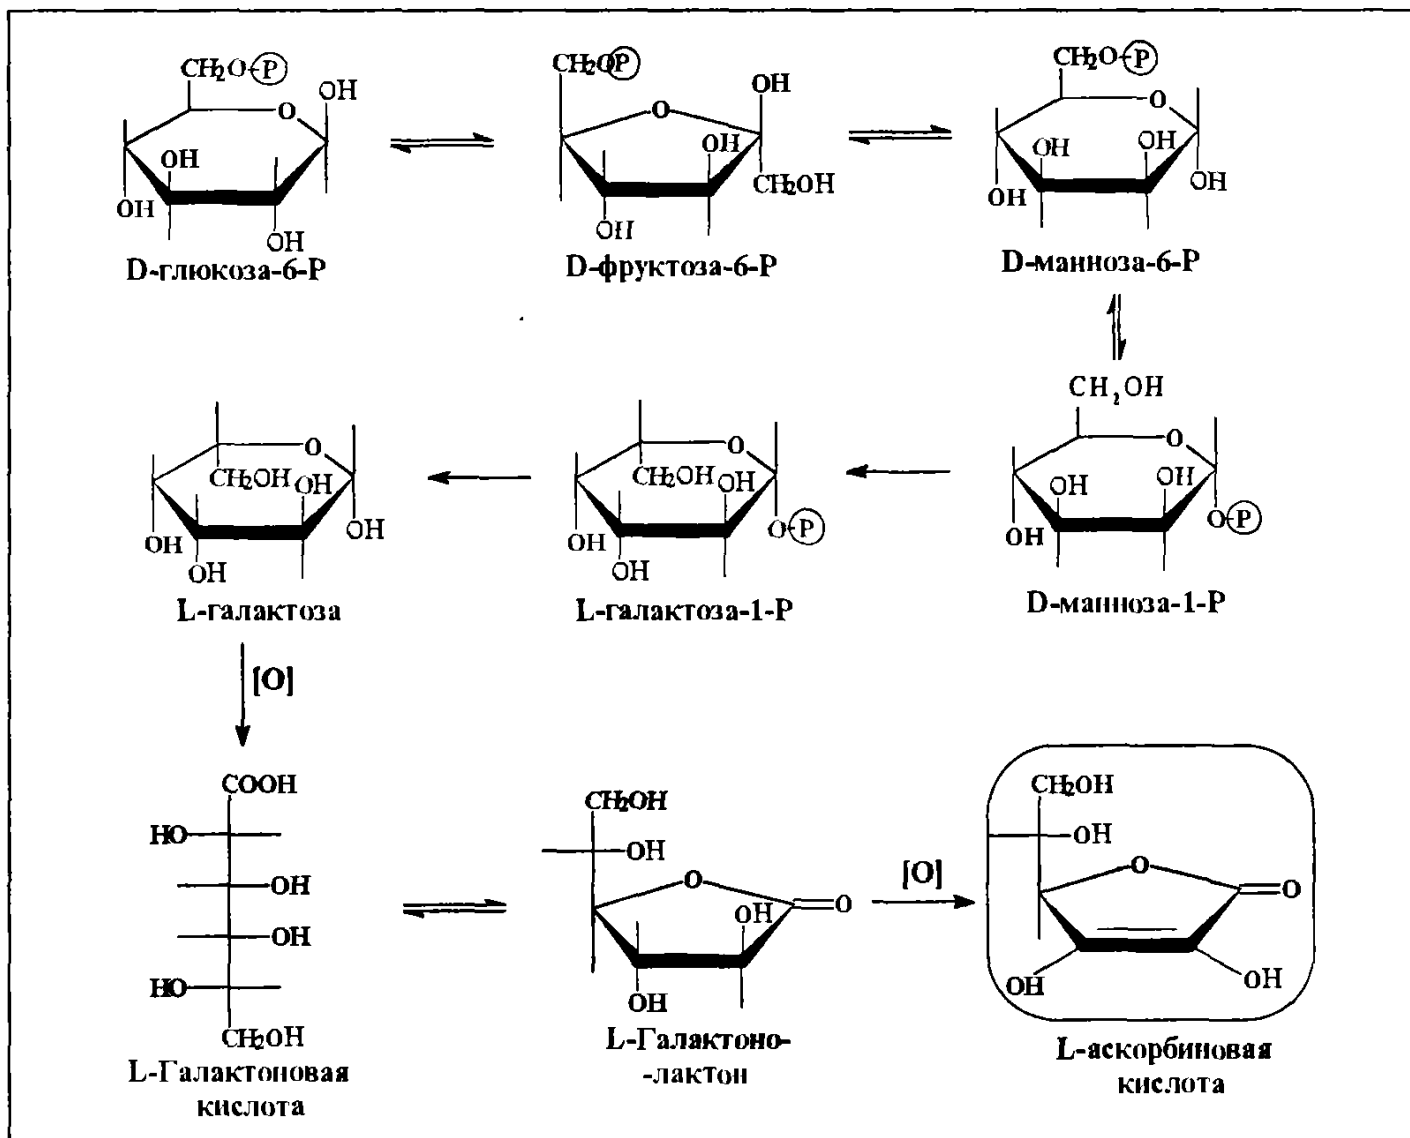 CH₂O-P
OH
O
OH
OH
OH
D-глюкоза-6-P
CH₂OP
OH
O
OH
CH₂OH
OH
D-фруктоза-6-P
CH₂O-P
O
OH
OH
OH
OH
D-манноза-6-P
O
CH₂OH
OH
OH
OH
OH
L-галактоза
O
CH₂OH
OH
OH
OH
O-P
L-галактоза-1-P
CH₂OH
O
OH
OH
OH
O-P
D-манноза-1-P
[O]
COOH
HO
OH
OH
HO
CH₂OH
L-Галактоновая
кислота
CH₂OH
OH
O
OH
O
OH
L-Галактоно-
-лактон
[O]
CH₂OH
OH
O
O
OH
OH
L-аскорбиновая
кислота